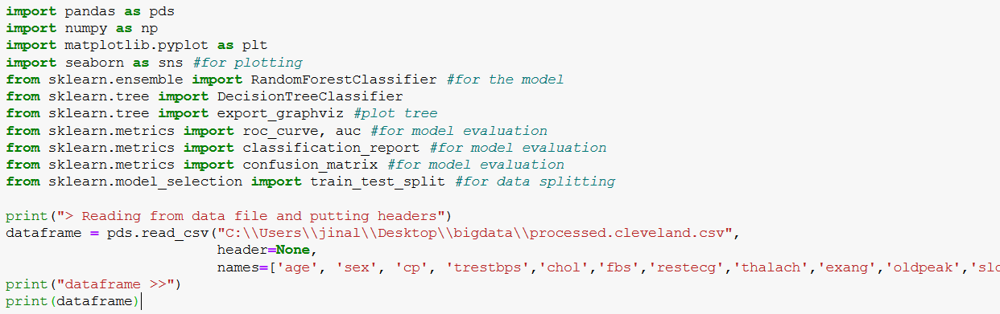 import pandas as pds
import numpy as np
import matplotlib.pyplot as plt
import seaborn as sns #for plotting
from sklearn.ensemble import RandomForestClassifier #for the model
from sklearn.tree import DecisionTreeClassifier
from sklearn.tree import export_graphviz #plot tree
from sklearn.metrics import roc_curve, auc #for model evaluation
from sklearn.metrics import classification_report #for model evaluation
from sklearn.metrics import confusion_matrix #for model evaluation
from sklearn.model_selection import train_test_split #for data splitting
print("> Reading from data file and putting headers")
dataframe = pds.read_csv("C:\\Users\\jinal\\Desktop\\bigdata\\processed.cleveland.csv",
header=None,
names=['age', 'sex', 'cp', 'trestbps','chol','fbs','restecg','thalach','exang','oldpeak',
print("dataframe >>")
print(dataframe)